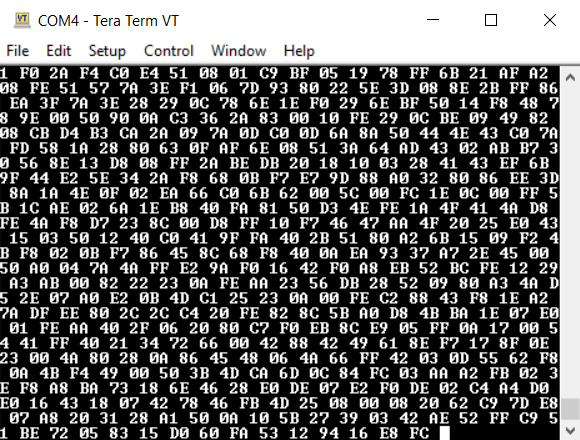 COM4 - Tera Term VT
File Edit Setup Control Window Help
1 F0 2A F4 C0 E4 51 08 01 C9 BF 05 19 78 FF 6B 21 AF A2
08 FE 51 57 7A 3E F1 06 7D 93 80 22 5E 3D 08 8E 2B FF 86
EA 3F 7A 3E 28 29 0C 78 6E 1E F0 29 6E BF 50 14 F8 48 7
8 9E 00 50 90 0A C3 36 2A 83 00 10 FE 29 0C BE 09 49 82
08 CB D4 B3 CA 2A 09 7A 0D C0 0D 6A 8A 50 44 4E 43 C0 7A
FD 58 1A 28 80 63 0F AF 6E 08 51 3A 64 AD 43 02 AB B7 3
0 56 8E 13 D8 08 FF 2A BE DB 20 18 10 03 28 41 43 EF 6B
9F 44 E2 5E 34 2A F8 68 0B F7 E7 9D 88 A0 32 80 86 EE 3D
8A 1A 4E 0F 02 EA 66 C0 6B 62 00 5C 00 FC 1E 0C 00 FF 5
B 1C AE 02 6A 1E B8 40 FA 81 50 D3 4E FE 1A 4F 41 4A D8
FE 4A F8 D7 23 8C 00 D8 FF 10 F7 46 47 AA 4F 20 25 E0 43
15 03 50 12 40 C0 41 9F FA 40 2B 51 80 A2 6B 15 09 F2 4
B F8 02 0B F7 86 45 8C 68 F8 40 0A EA 93 37 A7 2E 45 00
50 A0 04 7A 4A FF E2 9A F0 16 42 F0 A8 EB 52 BC FE 12 29
A3 AB 00 82 22 23 0A FE AA 23 56 DB 28 52 09 80 A3 4A D
5 2E 07 A0 E2 0B 4D C1 25 23 0A 00 FE C2 88 43 F8 1E A2
7A DF EE 80 2C 2C C4 20 FE 82 8C 5B A0 D8 4B BA 1E 07 E0
01 FE AA 40 2F 06 20 80 C7 F0 EB 8C E9 05 FF 0A 17 00 5
4 41 FF 40 21 34 72 66 00 42 88 42 49 61 8E F7 17 8F 0E
23 00 4A 80 28 0A 86 45 48 06 4A 66 FF 42 03 0D 55 62 F8
0A 4B F4 49 00 50 3B 4D CA 6D 0C 84 FC 03 AA A2 FB 02 3
E F8 A8 BA 73 18 6E 46 28 E0 DE 07 E2 F0 DE 02 C4 A4 D0
E0 16 43 18 07 42 78 46 FB 4D 25 08 00 08 20 62 C9 7D E8
07 A8 20 31 28 A1 50 0A 10 5B 27 39 03 42 AE 52 FF C9 5
1 BE 72 05 83 15 D0 60 FA 53 12 94 16 E8 FC